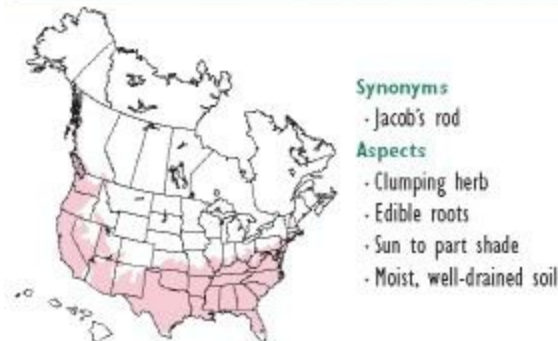 Synonyms
· Jacob's rod
Aspects
· Clumping herb
· Edible roots
· Sun to part shade
· Moist, well-drained soil